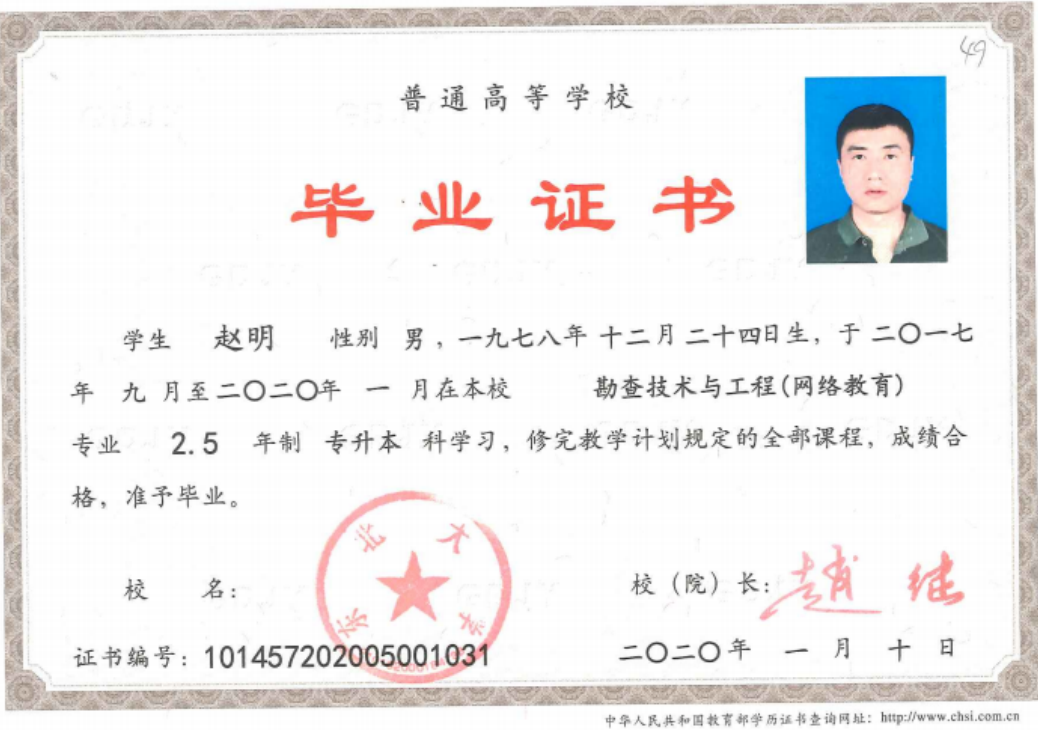 49
普通高等学校
毕业证书
学生 赵明 性别 男，一九七八年 十二月 二十四日生，于 二〇一七
年 九 月至 二〇二〇年 一 月在本校 勘查技术与工程(网络教育)
专业 2.5 年制 专升本 科学习，修完教学计划规定的全部课程，成绩合
格，准予毕业。
东北大学
校 名：
校（院）长：趙继
证书编号：101457202005001031
二〇二〇年 一 月 十 日
中华人民共和国教育部学历证书查询网址：http://www.chsi.com.cn